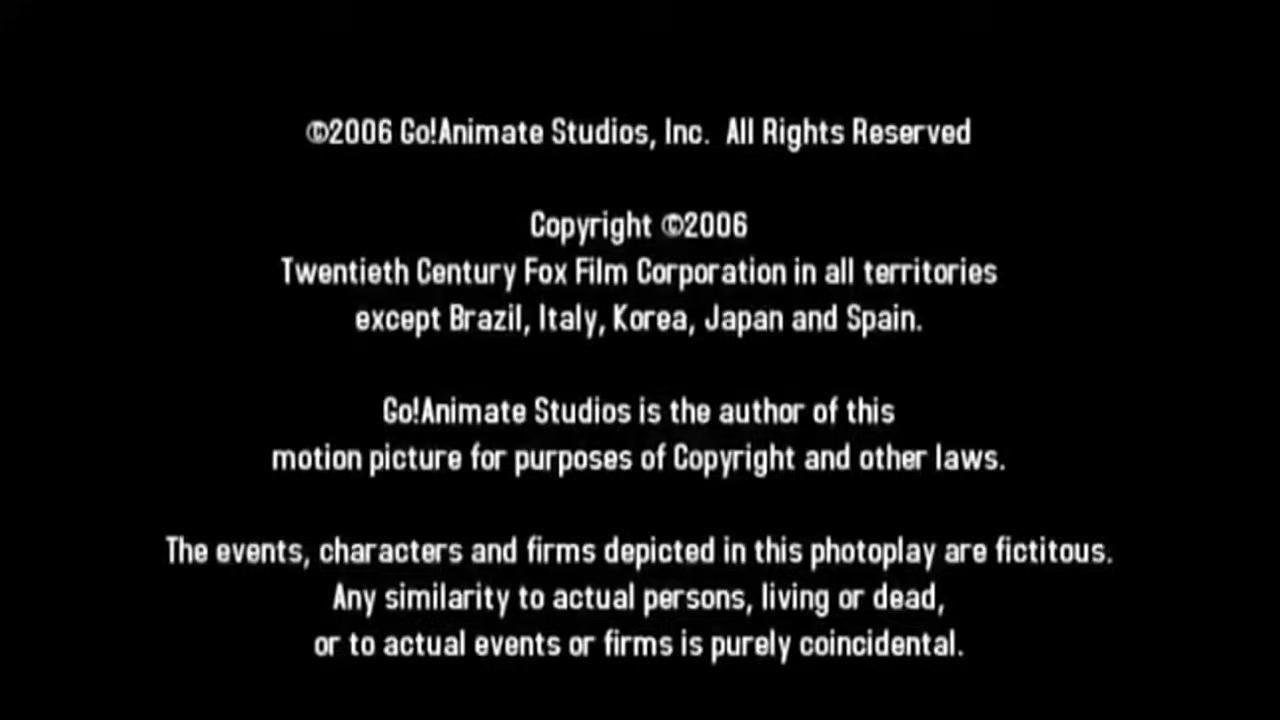 ©2006 Go!Animate Studios, Inc.  All Rights Reserved
Copyright ©2006
Twentieth Century Fox Film Corporation in all territories
except Brazil, Italy, Korea, Japan and Spain.
Go!Animate Studios is the author of this
motion picture for purposes of Copyright and other laws.
The events, characters and firms depicted in this photoplay are fictitous.
Any similarity to actual persons, living or dead,
or to actual events or firms is purely coincidental.